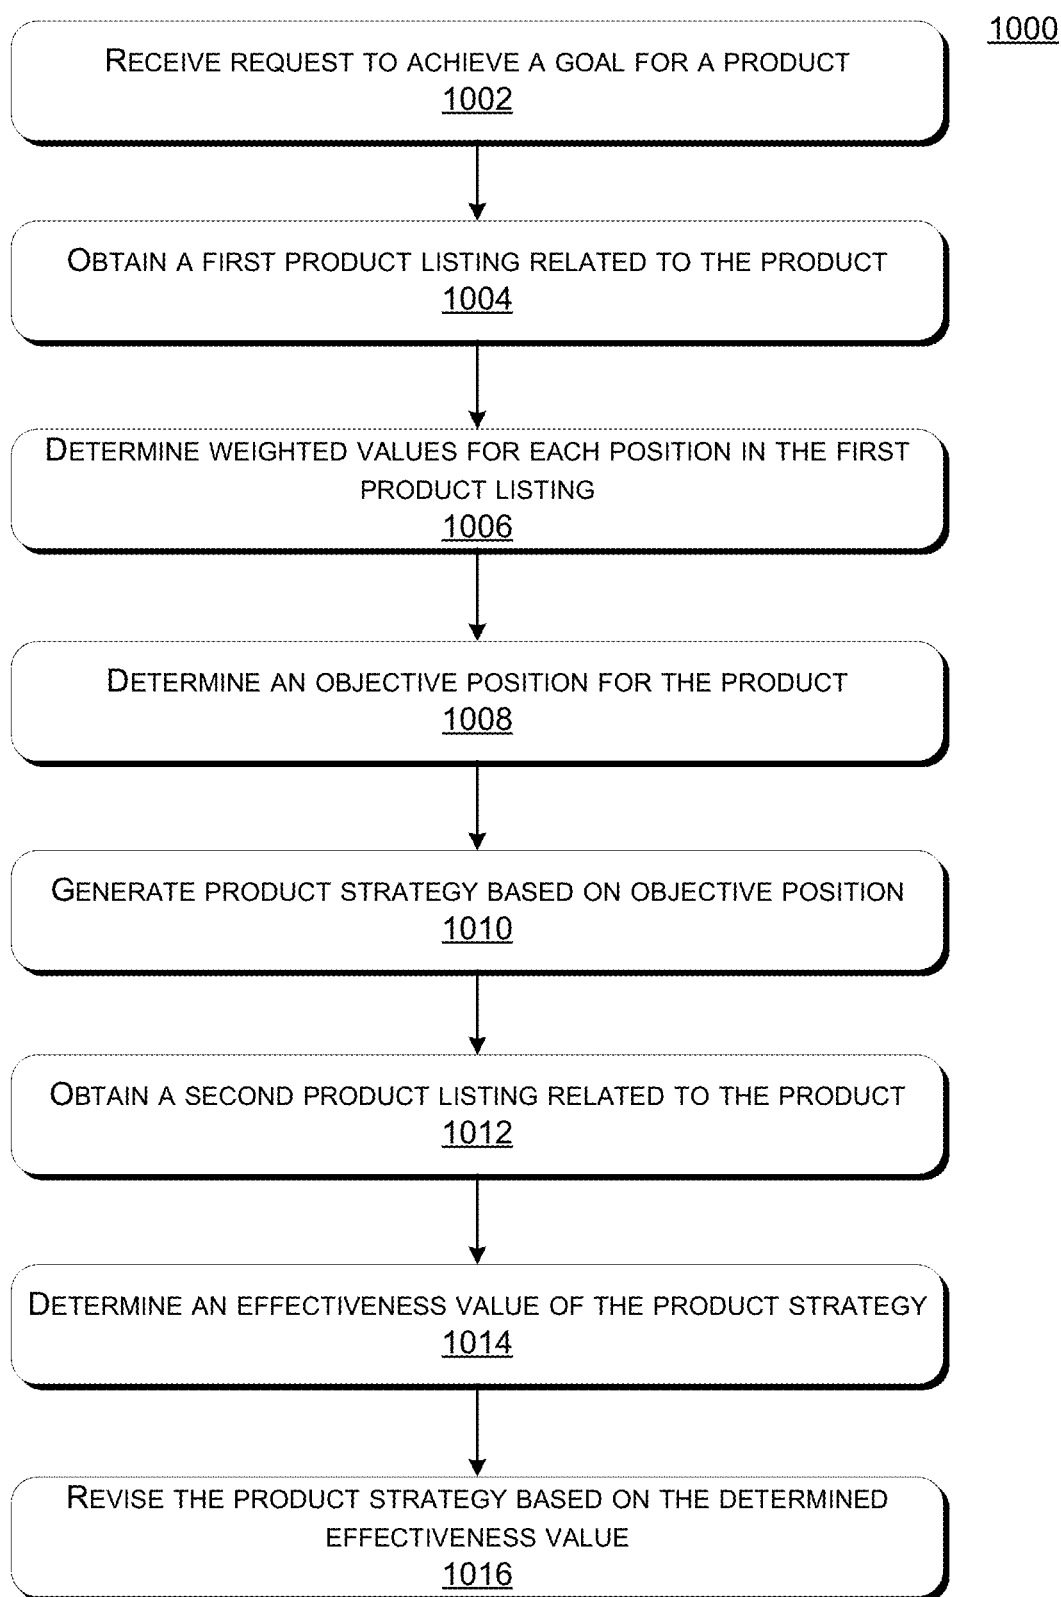 1000
RECEIVE REQUEST TO ACHIEVE A GOAL FOR A PRODUCT
1002
OBTAIN A FIRST PRODUCT LISTING RELATED TO THE PRODUCT
1004
DETERMINE WEIGHTED VALUES FOR EACH POSITION IN THE FIRST
PRODUCT LISTING
1006
DETERMINE AN OBJECTIVE POSITION FOR THE PRODUCT
1008
GENERATE PRODUCT STRATEGY BASED ON OBJECTIVE POSITION
1010
OBTAIN A SECOND PRODUCT LISTING RELATED TO THE PRODUCT
1012
DETERMINE AN EFFECTIVENESS VALUE OF THE PRODUCT STRATEGY
1014
REVISE THE PRODUCT STRATEGY BASED ON THE DETERMINED
EFFECTIVENESS VALUE
1016